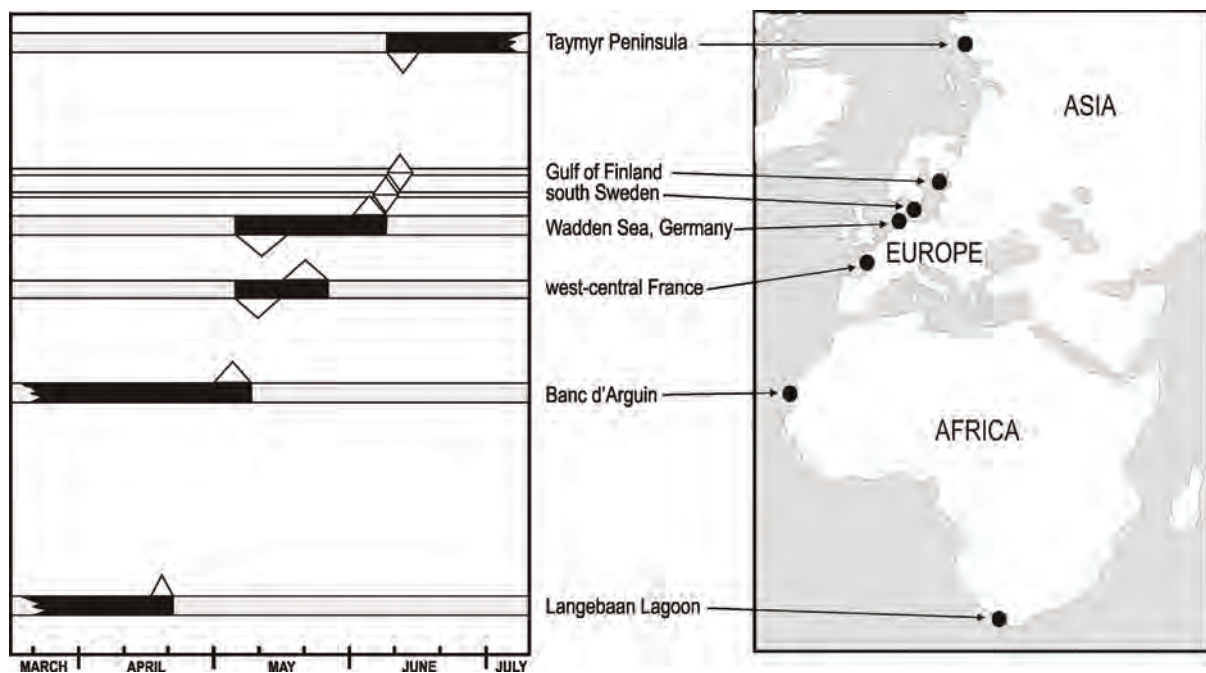 Taymyr Peninsula
ASIA
Gulf of Finland
south Sweden
Wadden Sea, Germany
EUROPE
west-central France
Banc d'Arguin
AFRICA
Langebaan Lagoon
MARCH APRIL MAY JUNE JULY